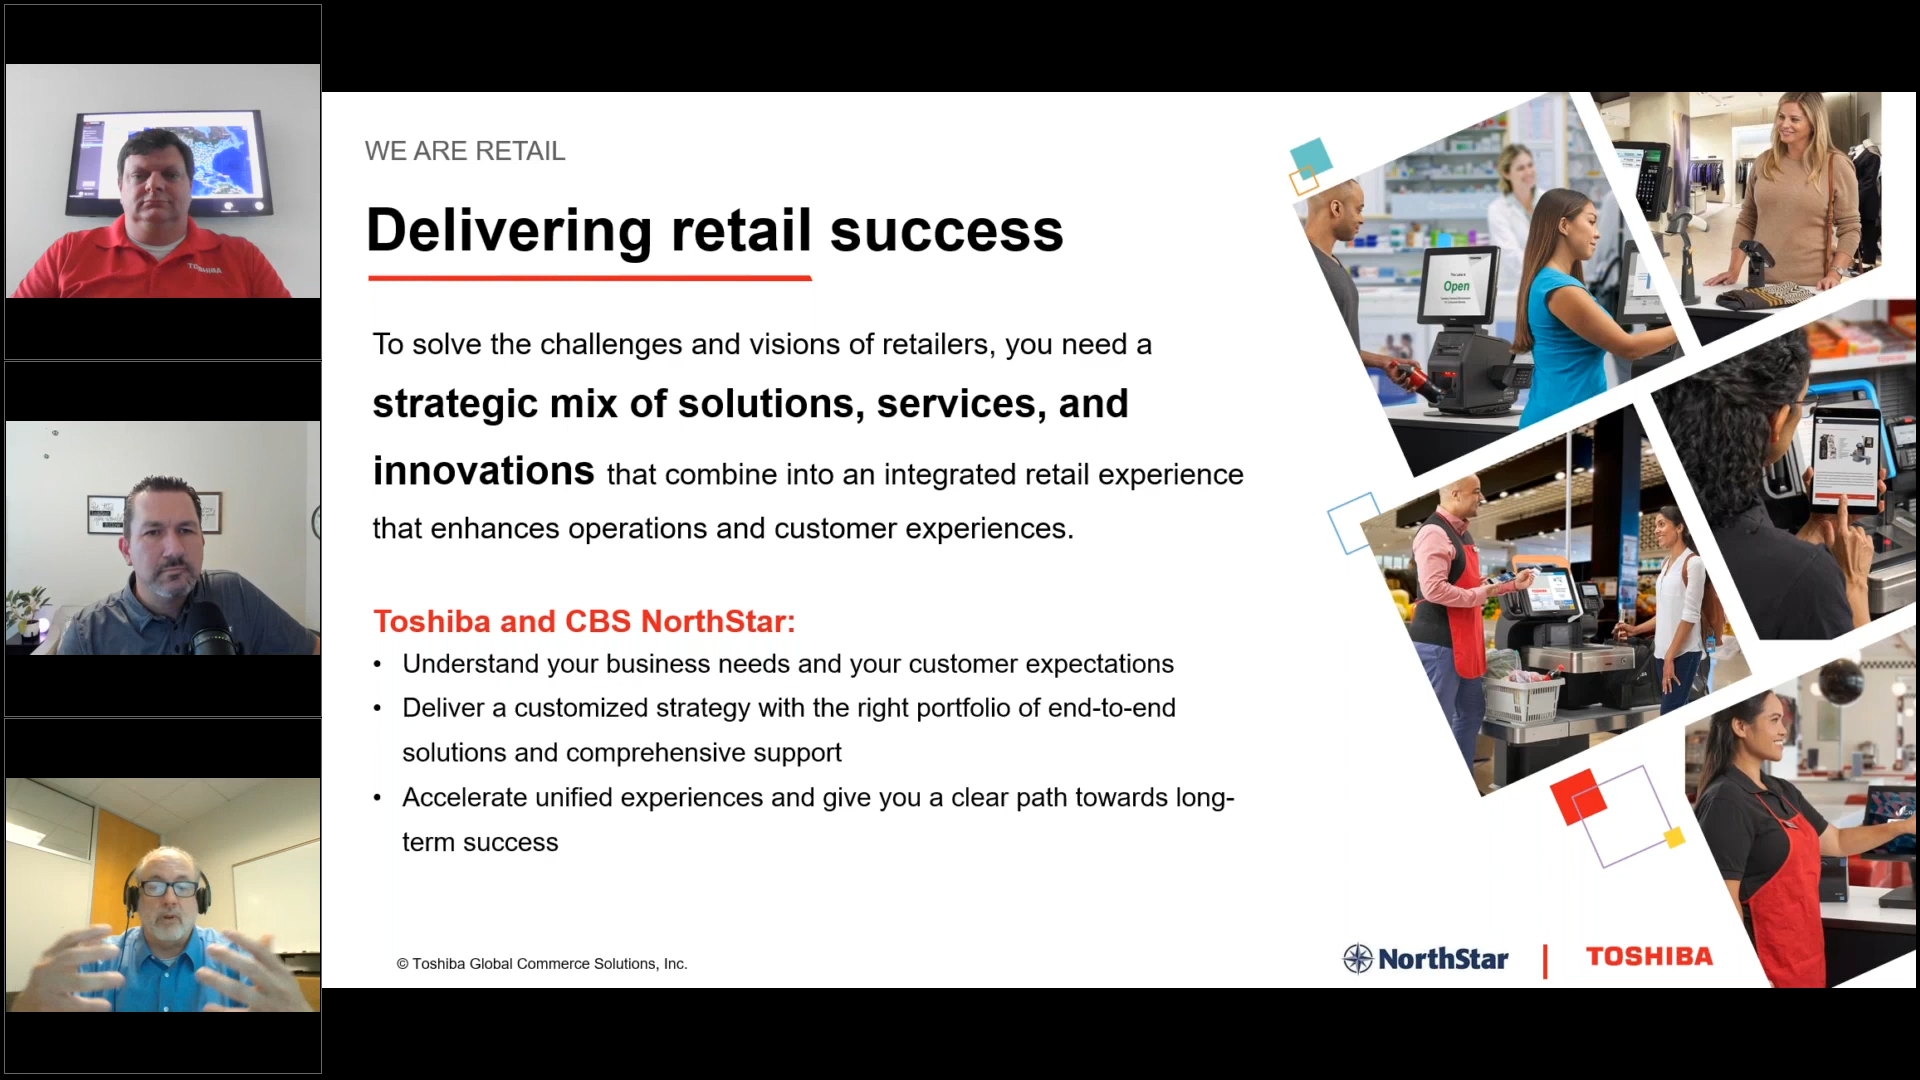 WE ARE RETAIL
Delivering retail success
To solve the challenges and visions of retailers, you need a
strategic mix of solutions, services, and
innovations that combine into an integrated retail experience
that enhances operations and customer experiences.
Toshiba and CBS NorthStar:
• Understand your business needs and your customer expectations
• Deliver a customized strategy with the right portfolio of end-to-end
solutions and comprehensive support
• Accelerate unified experiences and give you a clear path towards long-
term success
© Toshiba Global Commerce Solutions, Inc.
NorthStar
TOSHIBA
TOSHIBA
Open